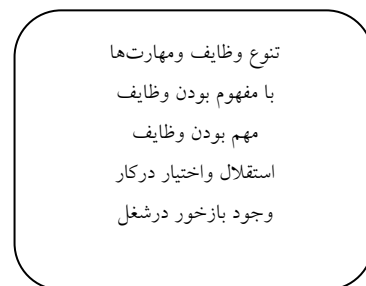 تنوع وظایف ومهارت‌ها
با مفهوم بودن وظایف
مهم بودن وظایف
استقلال واختیار درکار
وجود بازخور درشغل